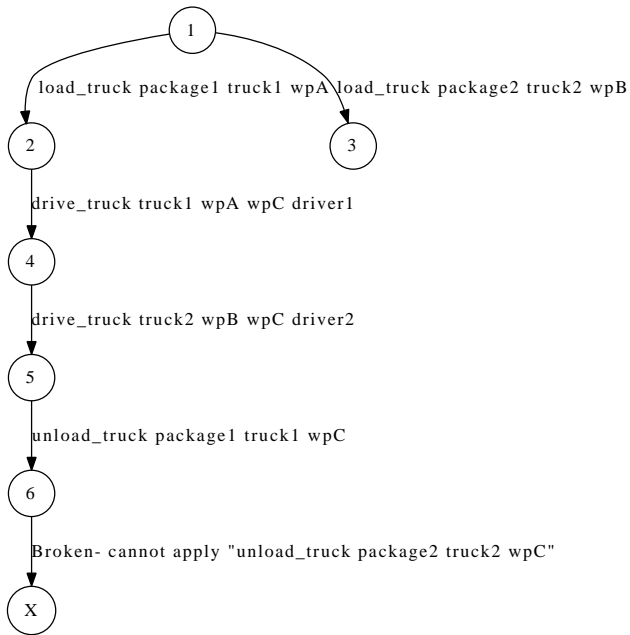 1
load_truck package1 truck1 wpA load_truck package2 truck2 wpB
2 3
drive_truck truck1 wpA wpC driver1
4
drive_truck truck2 wpB wpC driver2
5
unload_truck package1 truck1 wpC
6
Broken- cannot apply "unload_truck package2 truck2 wpC"
X